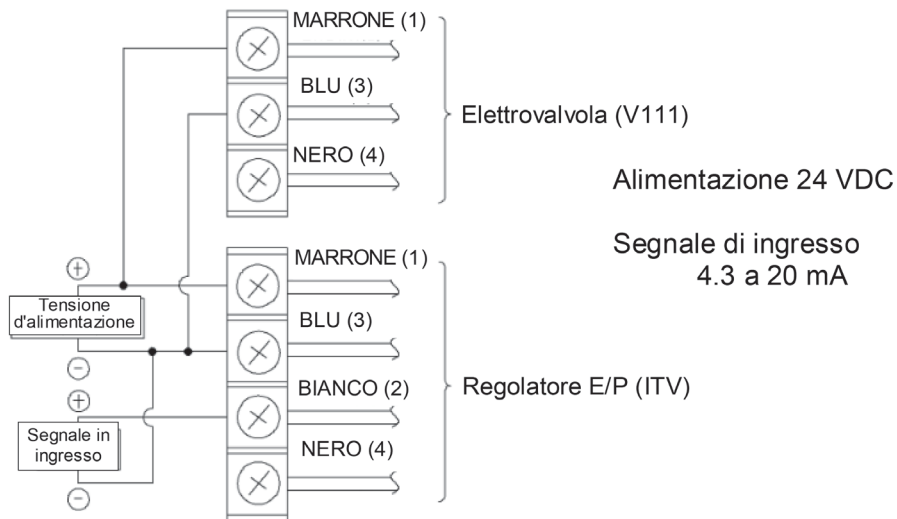 MARRONE (1)
BLU (3)
NERO (4)
Elettrovalvola (V111)
Alimentazione 24 VDC
Segnale di ingresso
4.3 a 20 mA
MARRONE (1)
BLU (3)
BIANCO (2)
NERO (4)
Regolatore E/P (ITV)
+
Tensione
d'alimentazione
−
+
Segnale in
ingresso
−